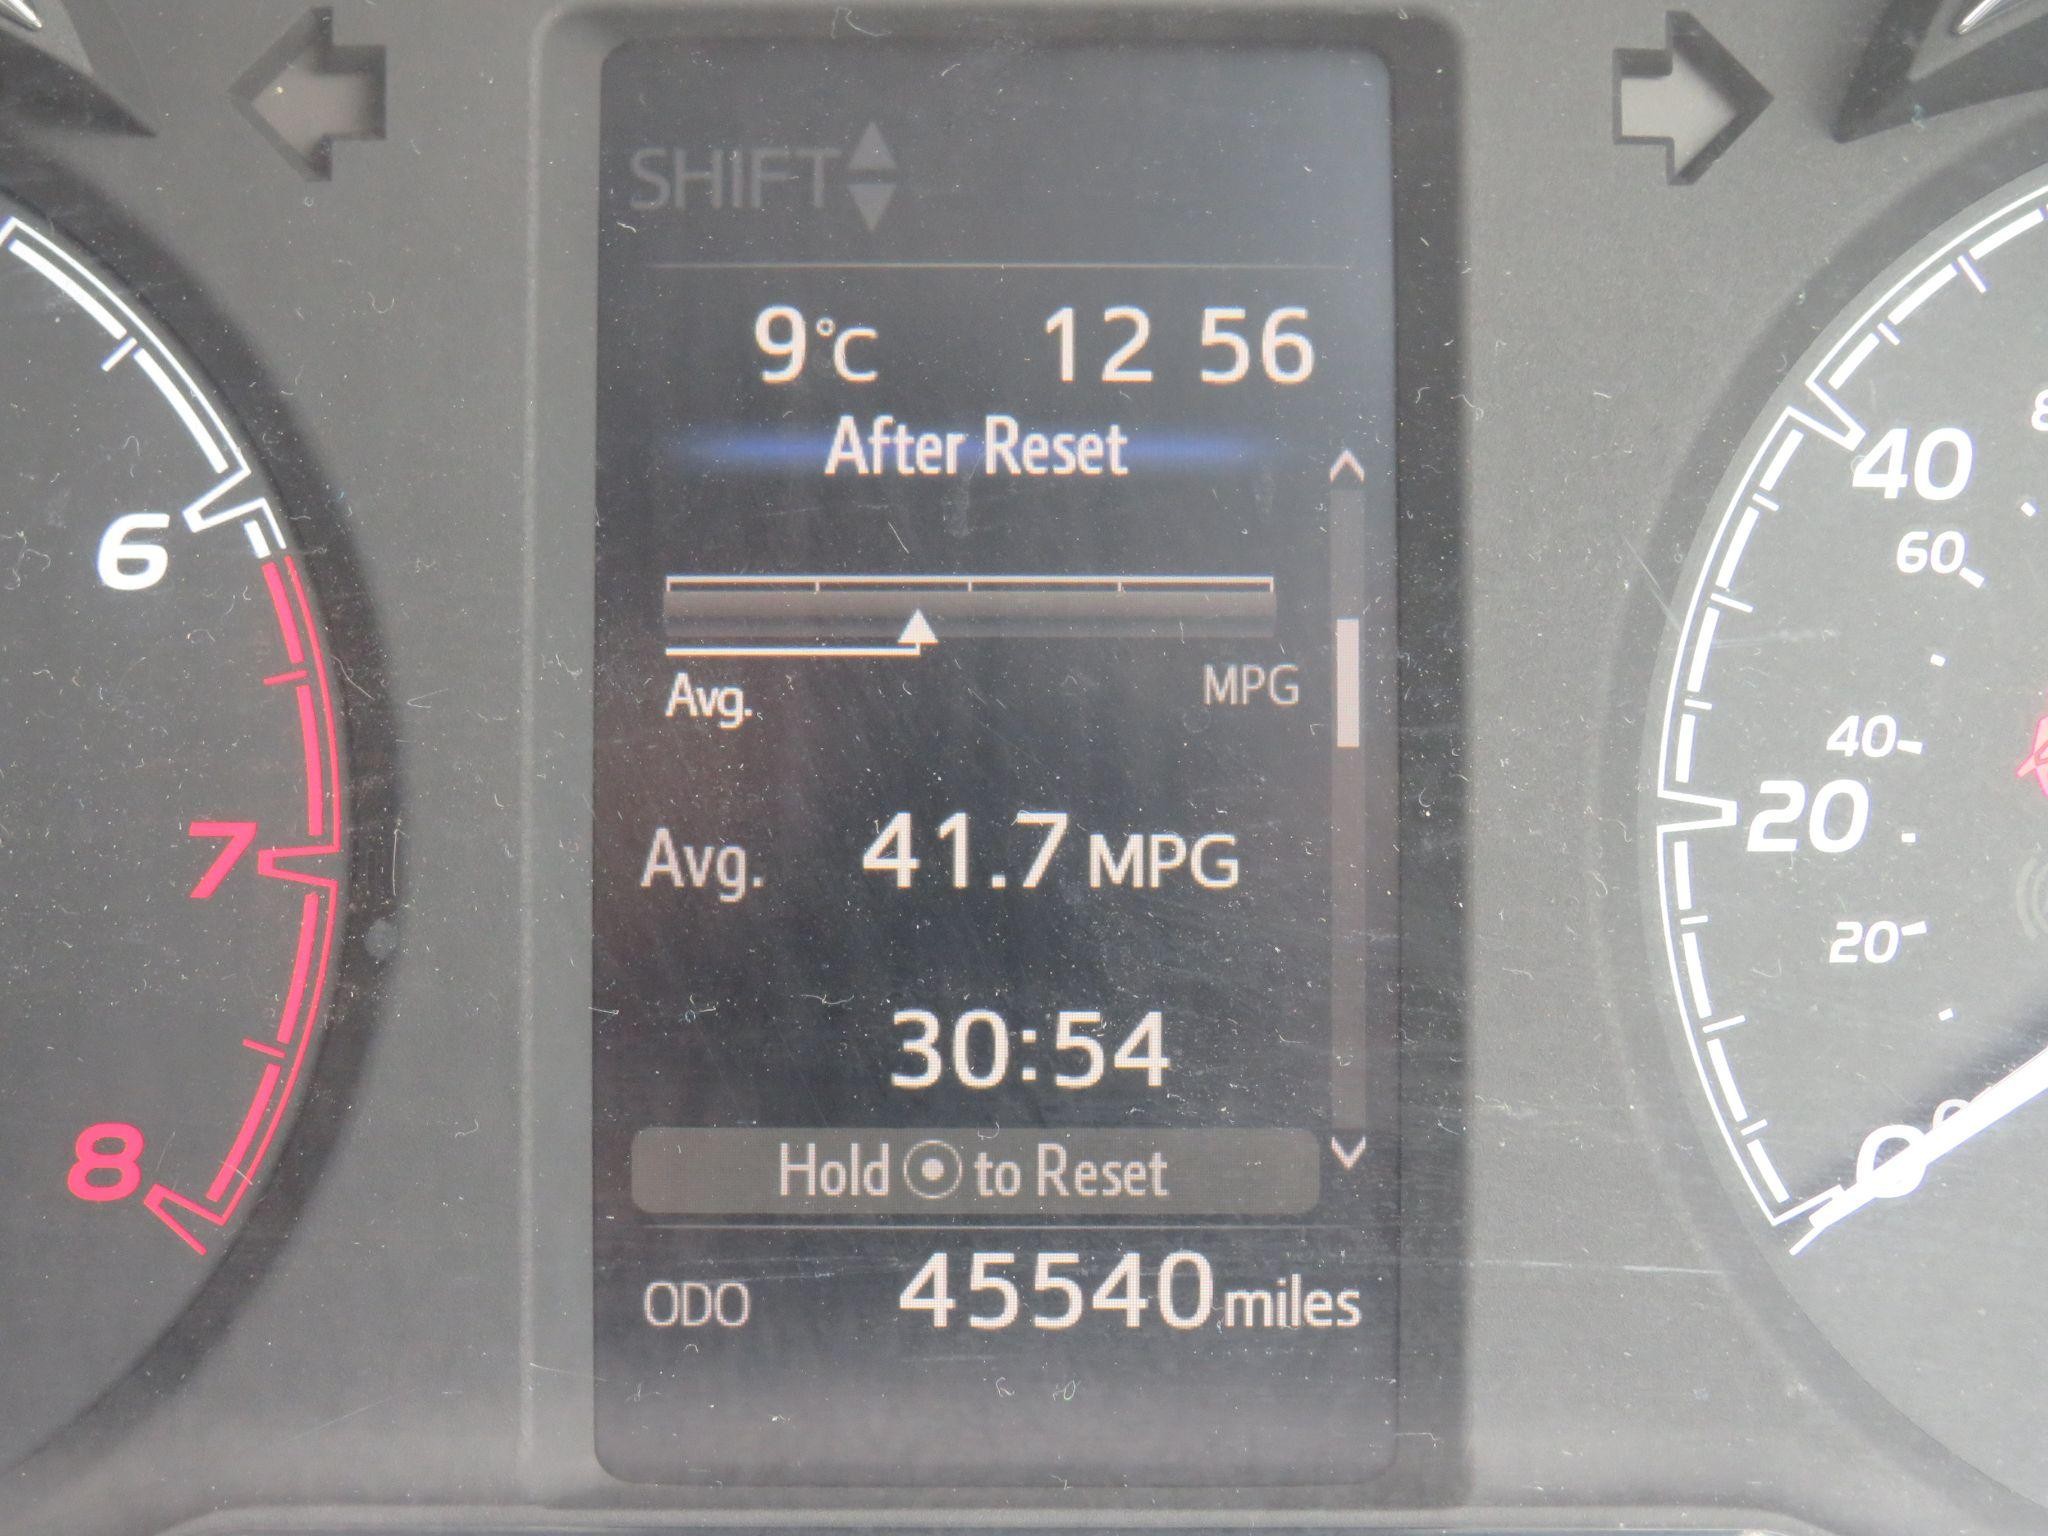 SHIFT
9°C 12 56
After Reset
Avg. MPG
Avg. 41.7 MPG
30:54
Hold to Reset
ODO 45540 miles
6
7
8
40
60
40
20
20
0